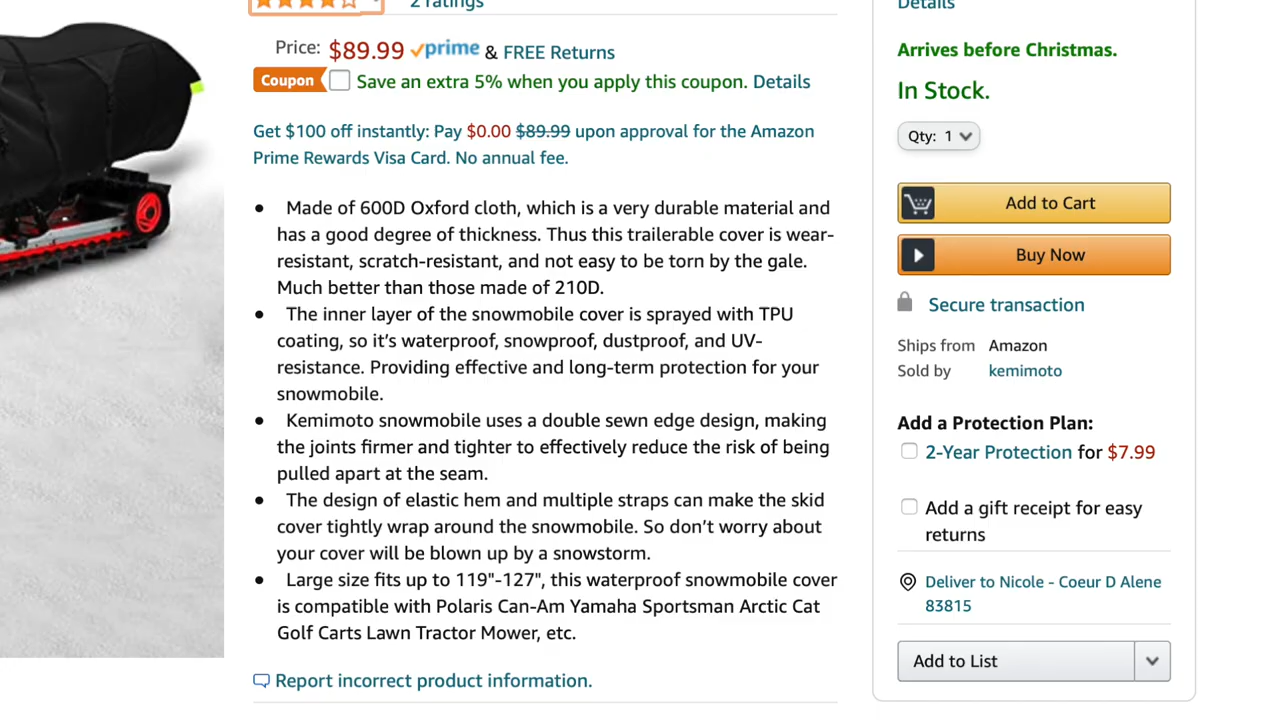 2 ratings
Price: $89.99 prime & FREE Returns
Coupon Save an extra 5% when you apply this coupon. Details
Get $100 off instantly: Pay $0.00 $89.99 upon approval for the Amazon
Prime Rewards Visa Card. No annual fee.
Made of 600D Oxford cloth, which is a very durable material and
has a good degree of thickness. Thus this trailerable cover is wear-
resistant, scratch-resistant, and not easy to be torn by the gale.
Much better than those made of 210D.
The inner layer of the snowmobile cover is sprayed with TPU
coating, so it’s waterproof, snowproof, dustproof, and UV-
resistance. Providing effective and long-term protection for your
snowmobile.
Kemimoto snowmobile uses a double sewn edge design, making
the joints firmer and tighter to effectively reduce the risk of being
pulled apart at the seam.
The design of elastic hem and multiple straps can make the skid
cover tightly wrap around the snowmobile. So don’t worry about
your cover will be blown up by a snowstorm.
Large size fits up to 119"-127", this waterproof snowmobile cover
is compatible with Polaris Can-Am Yamaha Sportsman Arctic Cat
Golf Carts Lawn Tractor Mower, etc.
Report incorrect product information.
Details
Arrives before Christmas.
In Stock.
Qty: 1
Add to Cart
Buy Now
Secure transaction
Ships from Amazon
Sold by kemimoto
Add a Protection Plan:
2-Year Protection for $7.99
Add a gift receipt for easy
returns
Deliver to Nicole - Coeur D Alene
83815
Add to List